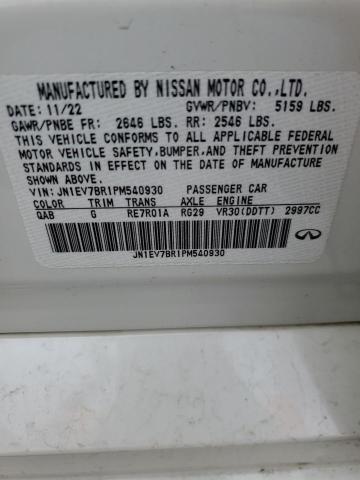 MANUFACTURED BY NISSAN MOTOR CO.,LTD.
DATE: 11/22 GVWR/PNBV: 5159 LBS.
GAWR/PNBE FR: 2646 LBS. RR: 2546 LBS.
THIS VEHICLE CONFORMS TO ALL APPLICABLE FEDERAL
MOTOR VEHICLE SAFETY,BUMPER,AND THEFT PREVENTION
STANDARDS IN EFFECT ON THE DATE OF MANUFACTURE
SHOWN ABOVE.
VIN: JN1EV7BR1PM540930 PASSENGER CAR
COLOR TRIM TRANS AXLE ENGINE
QAB G RE7R01A RG29 VR30(DDTT) 2997CC
JN1EV7BR1PM540930
INFINITI